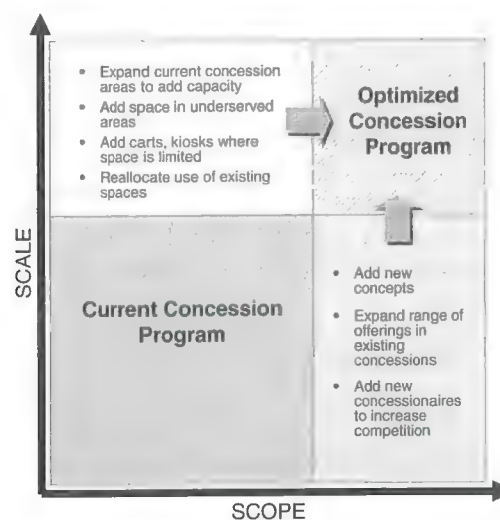 • Expand current concession
areas to add capacity
• Add space in underserved
areas
• Add carts, kiosks where
space is limited
• Reallocate use of existing
spaces
Optimized
Concession
Program
SCALE
Current Concession
Program
• Add new
concepts
• Expand range of
offerings in
existing
concessions
• Add new
concessionaires
to increase
competition
SCOPE